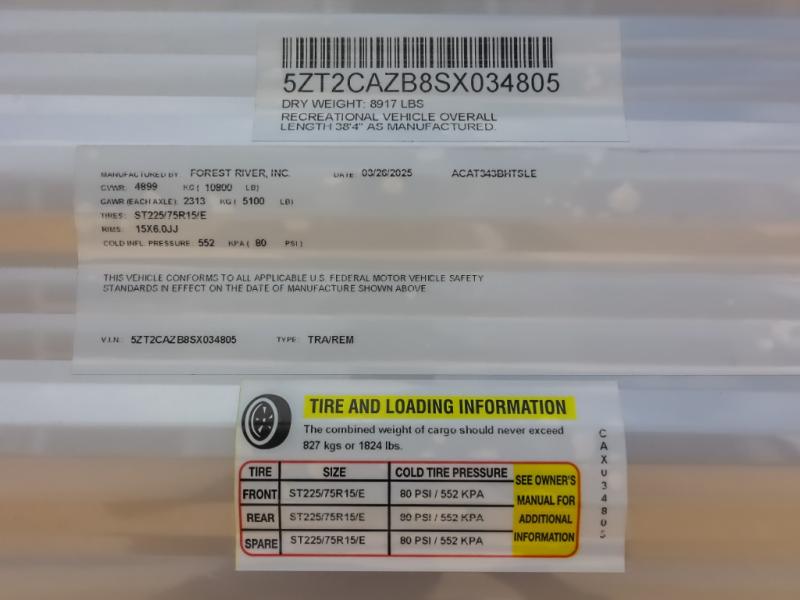 5ZT2CAZB8SX034805
DRY WEIGHT: 8917 LBS
RECREATIONAL VEHICLE OVERALL
LENGTH 38'4" AS MANUFACTURED.
MANUFACTURED BY: FOREST RIVER, INC. DATE: 03/26/2025 ACAT343BHTSLE
GVWR: 4899 KG ( 10800 LB)
GAWR (EACH AXLE): 2313 KG ( 5100 LB)
TIRES: ST225/75R15/E
RIMS: 15X6.0JJ
COLD INFL. PRESSURE: 552 KPA ( 80 PSI )
THIS VEHICLE CONFORMS TO ALL APPLICABLE U.S. FEDERAL MOTOR VEHICLE SAFETY
STANDARDS IN EFFECT ON THE DATE OF MANUFACTURE SHOWN ABOVE
V.I.N.: 5ZT2CAZB8SX034805 TYPE: TRA/REM
TIRE AND LOADING INFORMATION
The combined weight of cargo should never exceed
827 kgs or 1824 lbs.
TIRE SIZE COLD TIRE PRESSURE SEE OWNER'S
FRONT ST225/75R15/E 80 PSI / 552 KPA MANUAL FOR
REAR ST225/75R15/E 80 PSI / 552 KPA ADDITIONAL
SPARE ST225/75R15/E 80 PSI / 552 KPA INFORMATION
CAX034805